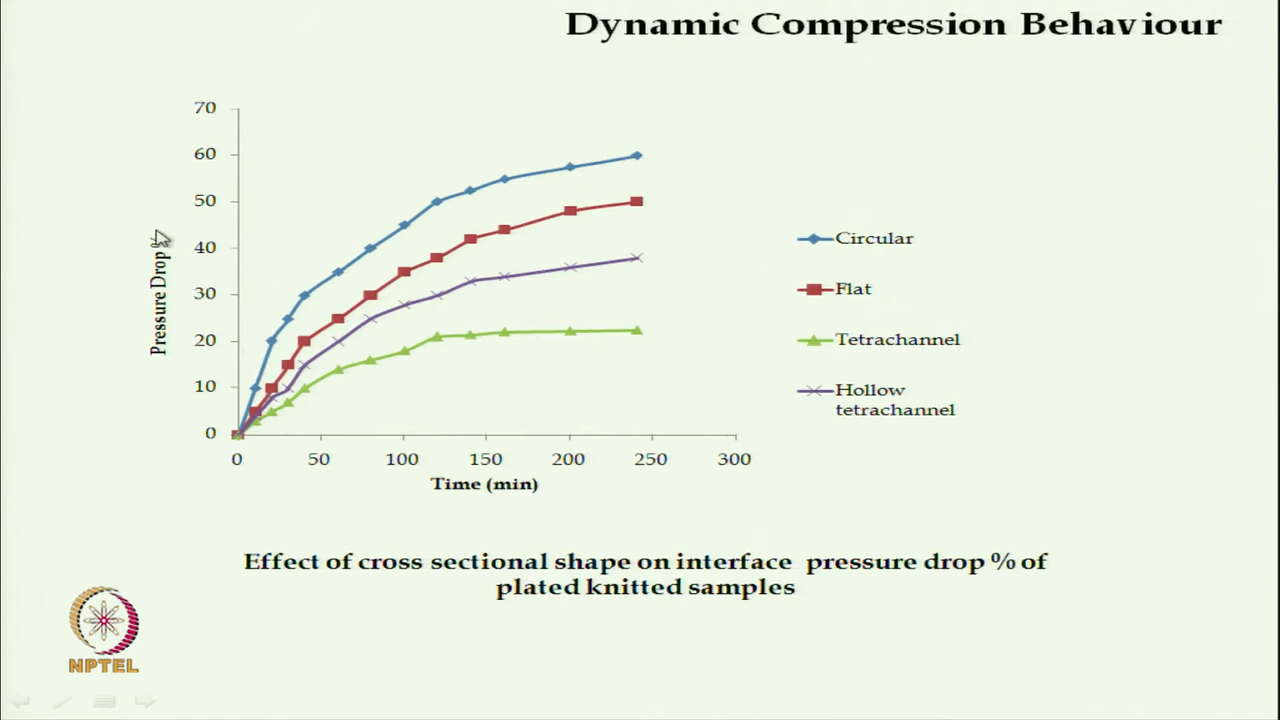 Dynamic Compression Behaviour
70
60
50
40
30
20
10
0
Pressure Drop %
0 50 100 150 200 250 300
Time (min)
Circular
Flat
Tetrachannel
Hollow
tetrachannel
Effect of cross sectional shape on interface pressure drop % of
plated knitted samples
NPTEL